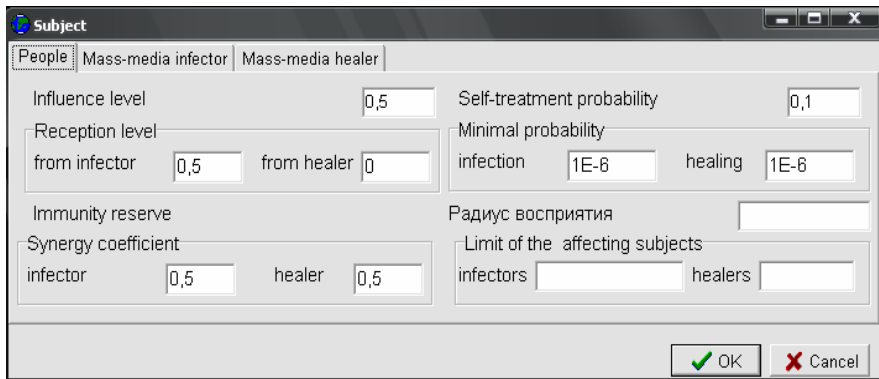 Subject
People Mass-media infector Mass-media healer
Influence level 0,5 Self-treatment probability 0,1
Reception level Minimal probability
from infector 0,5 from healer 0 infection 1E-6 healing 1E-6
Immunity reserve Радиус восприятия
Synergy coefficient Limit of the affecting subjects
infector 0,5 healer 0,5 infectors healers
OK Cancel